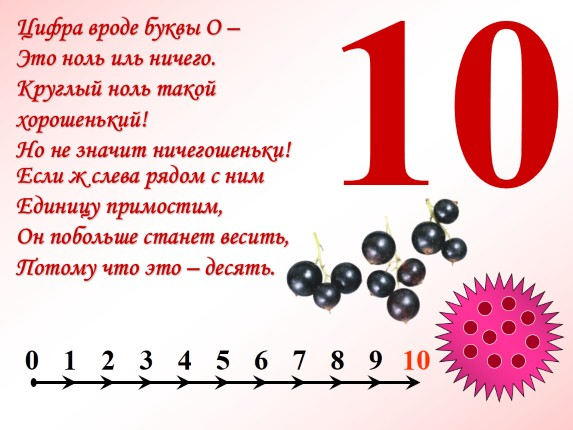 Цифра вроде буквы О –
Это ноль иль ничего.
Круглый ноль такой
хорошенький!
Но не значит ничегошеньки!
Если ж слева рядом с ним
Единицу примостим,
Он побольше станет весить,
Потому что это – десять.
10
0 1 2 3 4 5 6 7 8 9 10